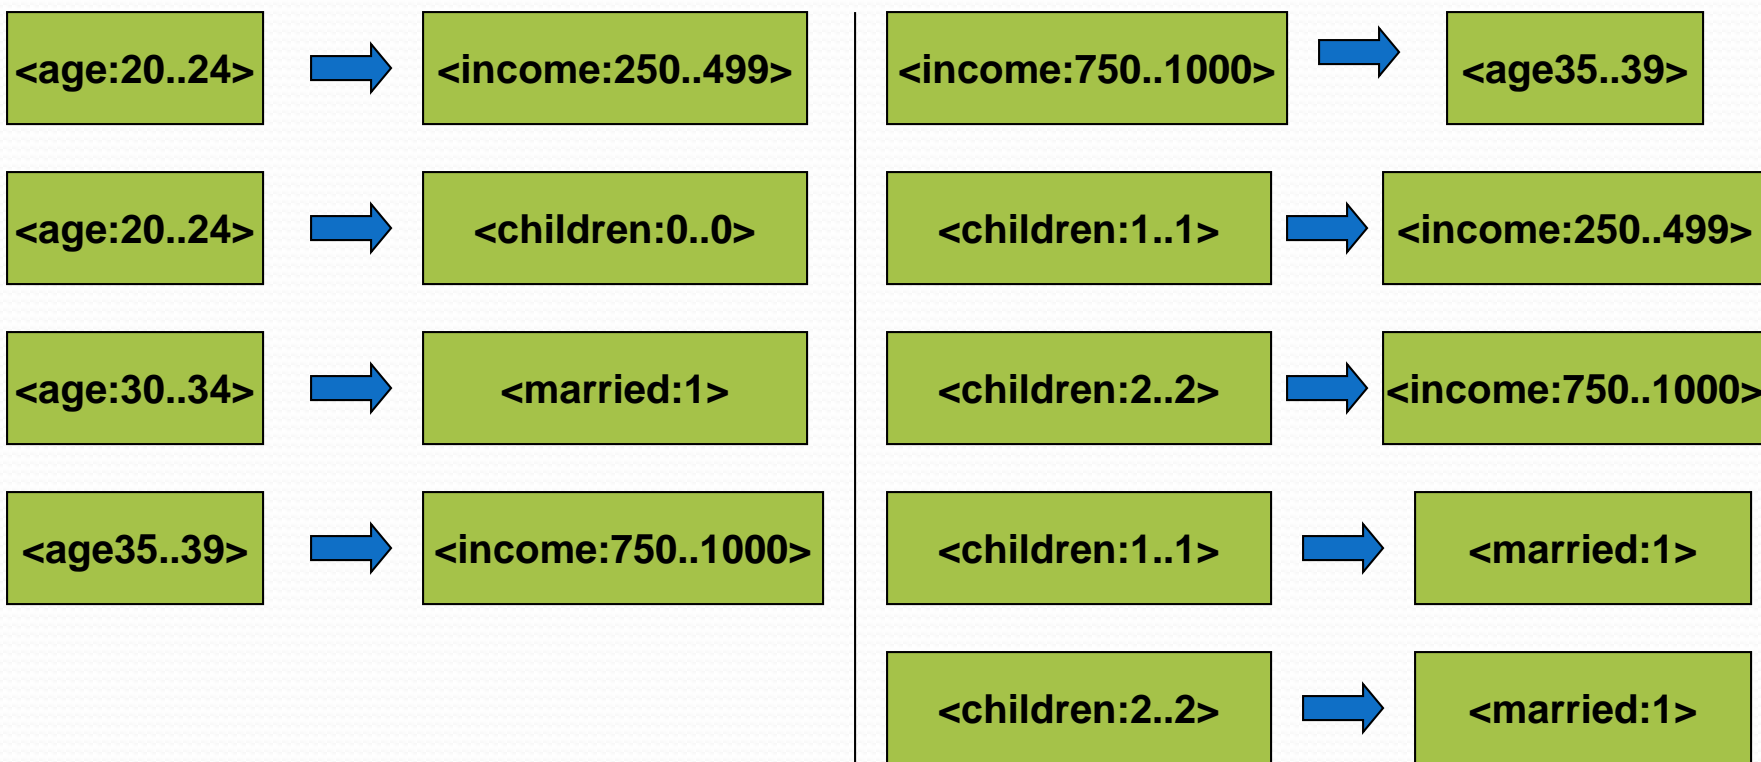 <age:20..24>
<income:250..499>
<age:20..24>
<children:0..0>
<age:30..34>
<married:1>
<age35..39>
<income:750..1000>
<income:750..1000>
<age35..39>
<children:1..1>
<income:250..499>
<children:2..2>
<income:750..1000>
<children:1..1>
<married:1>
<children:2..2>
<married:1>